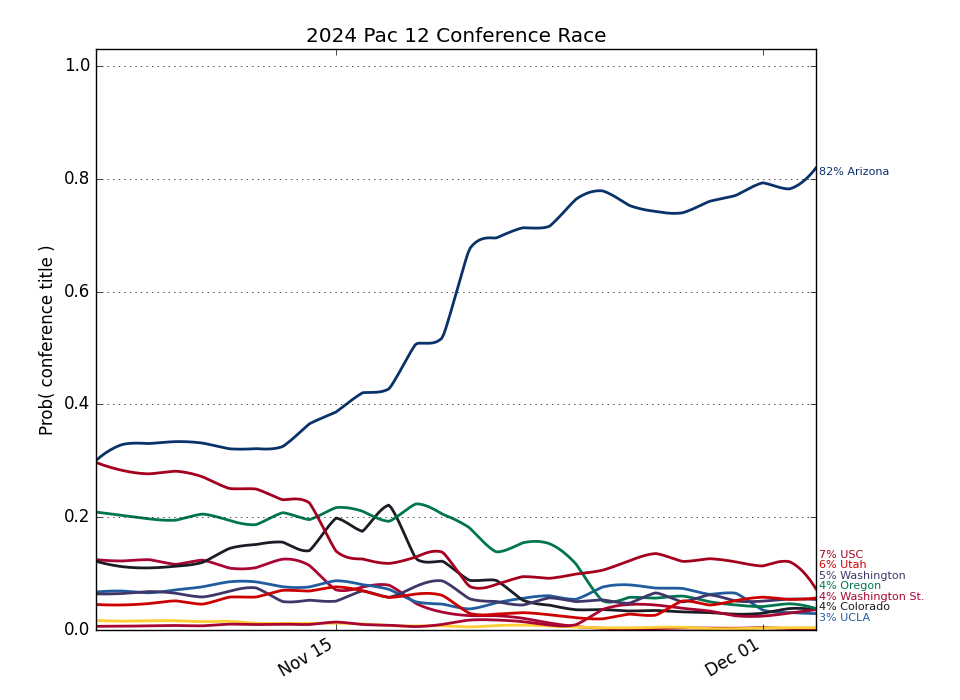 2024 Pac 12 Conference Race
Prob( conference title )
1.0
0.8
0.6
0.4
0.2
0.0
Nov 15
Dec 01
82% Arizona
7% USC
6% Utah
5% Washington
4% Oregon
4% Washington St.
4% Colorado
3% UCLA